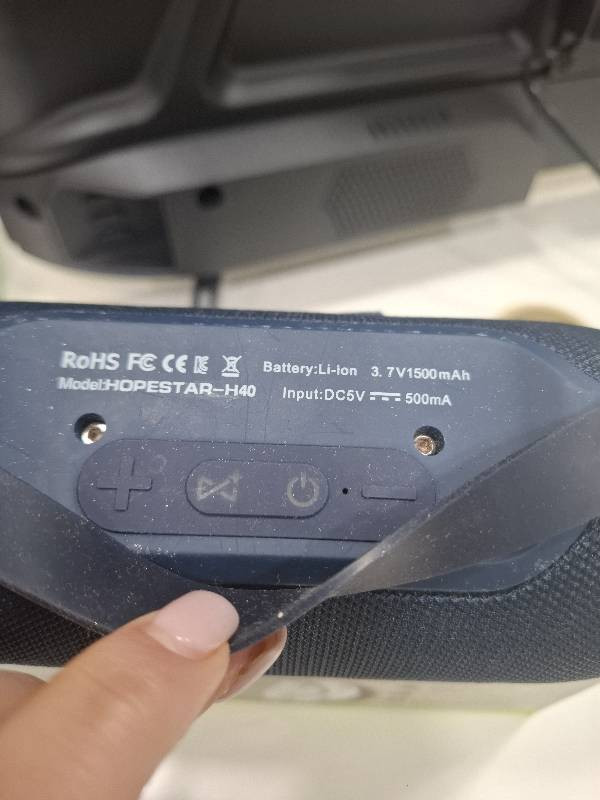 RoHS FC CE Battery:Li-ion 3. 7V1500mAh
Model:HOPESTAR-H40 Input:DC5V 500mA